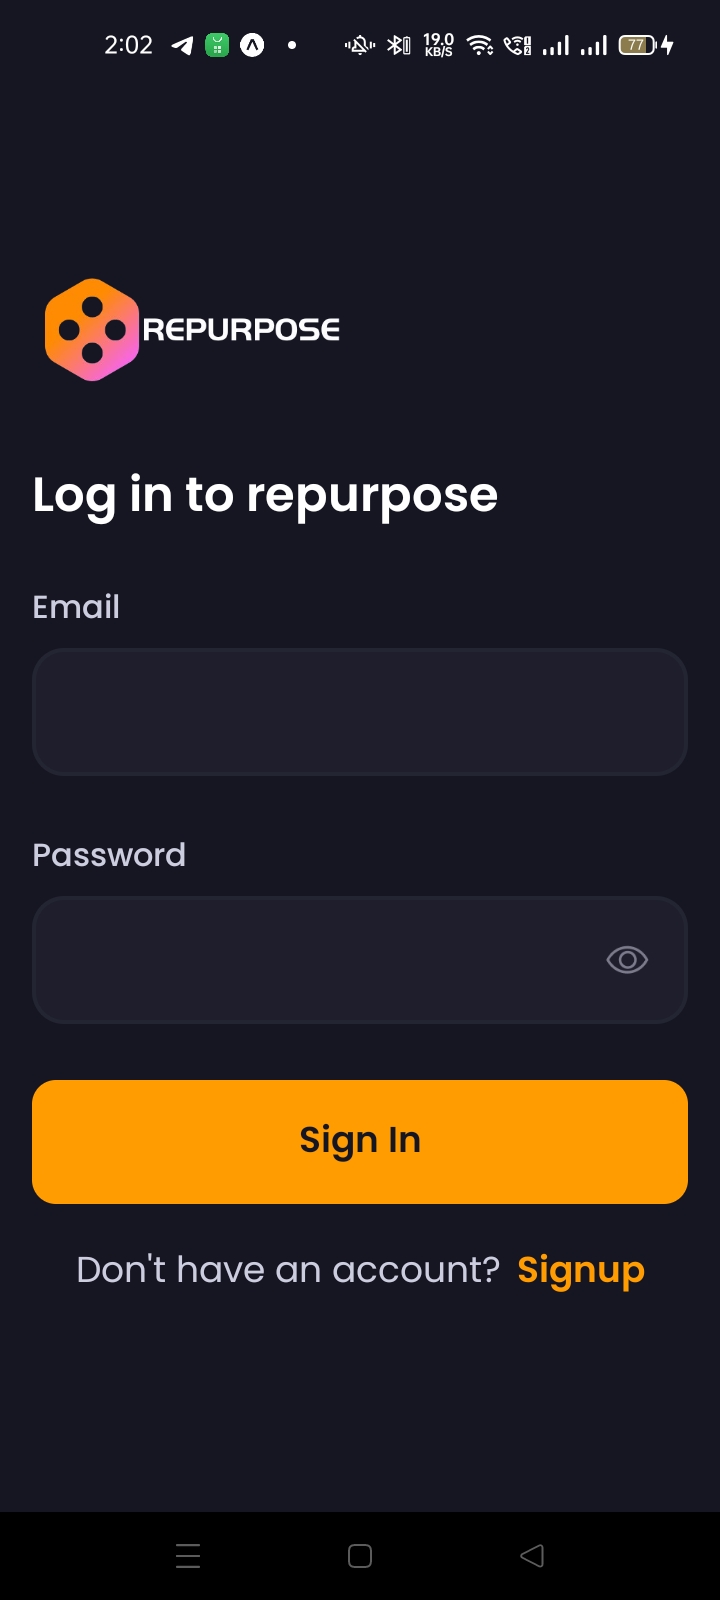 2:02 19.0 KB/S 77
REPURPOSE
Log in to repurpose
Email
Password
Sign In
Don't have an account? Signup